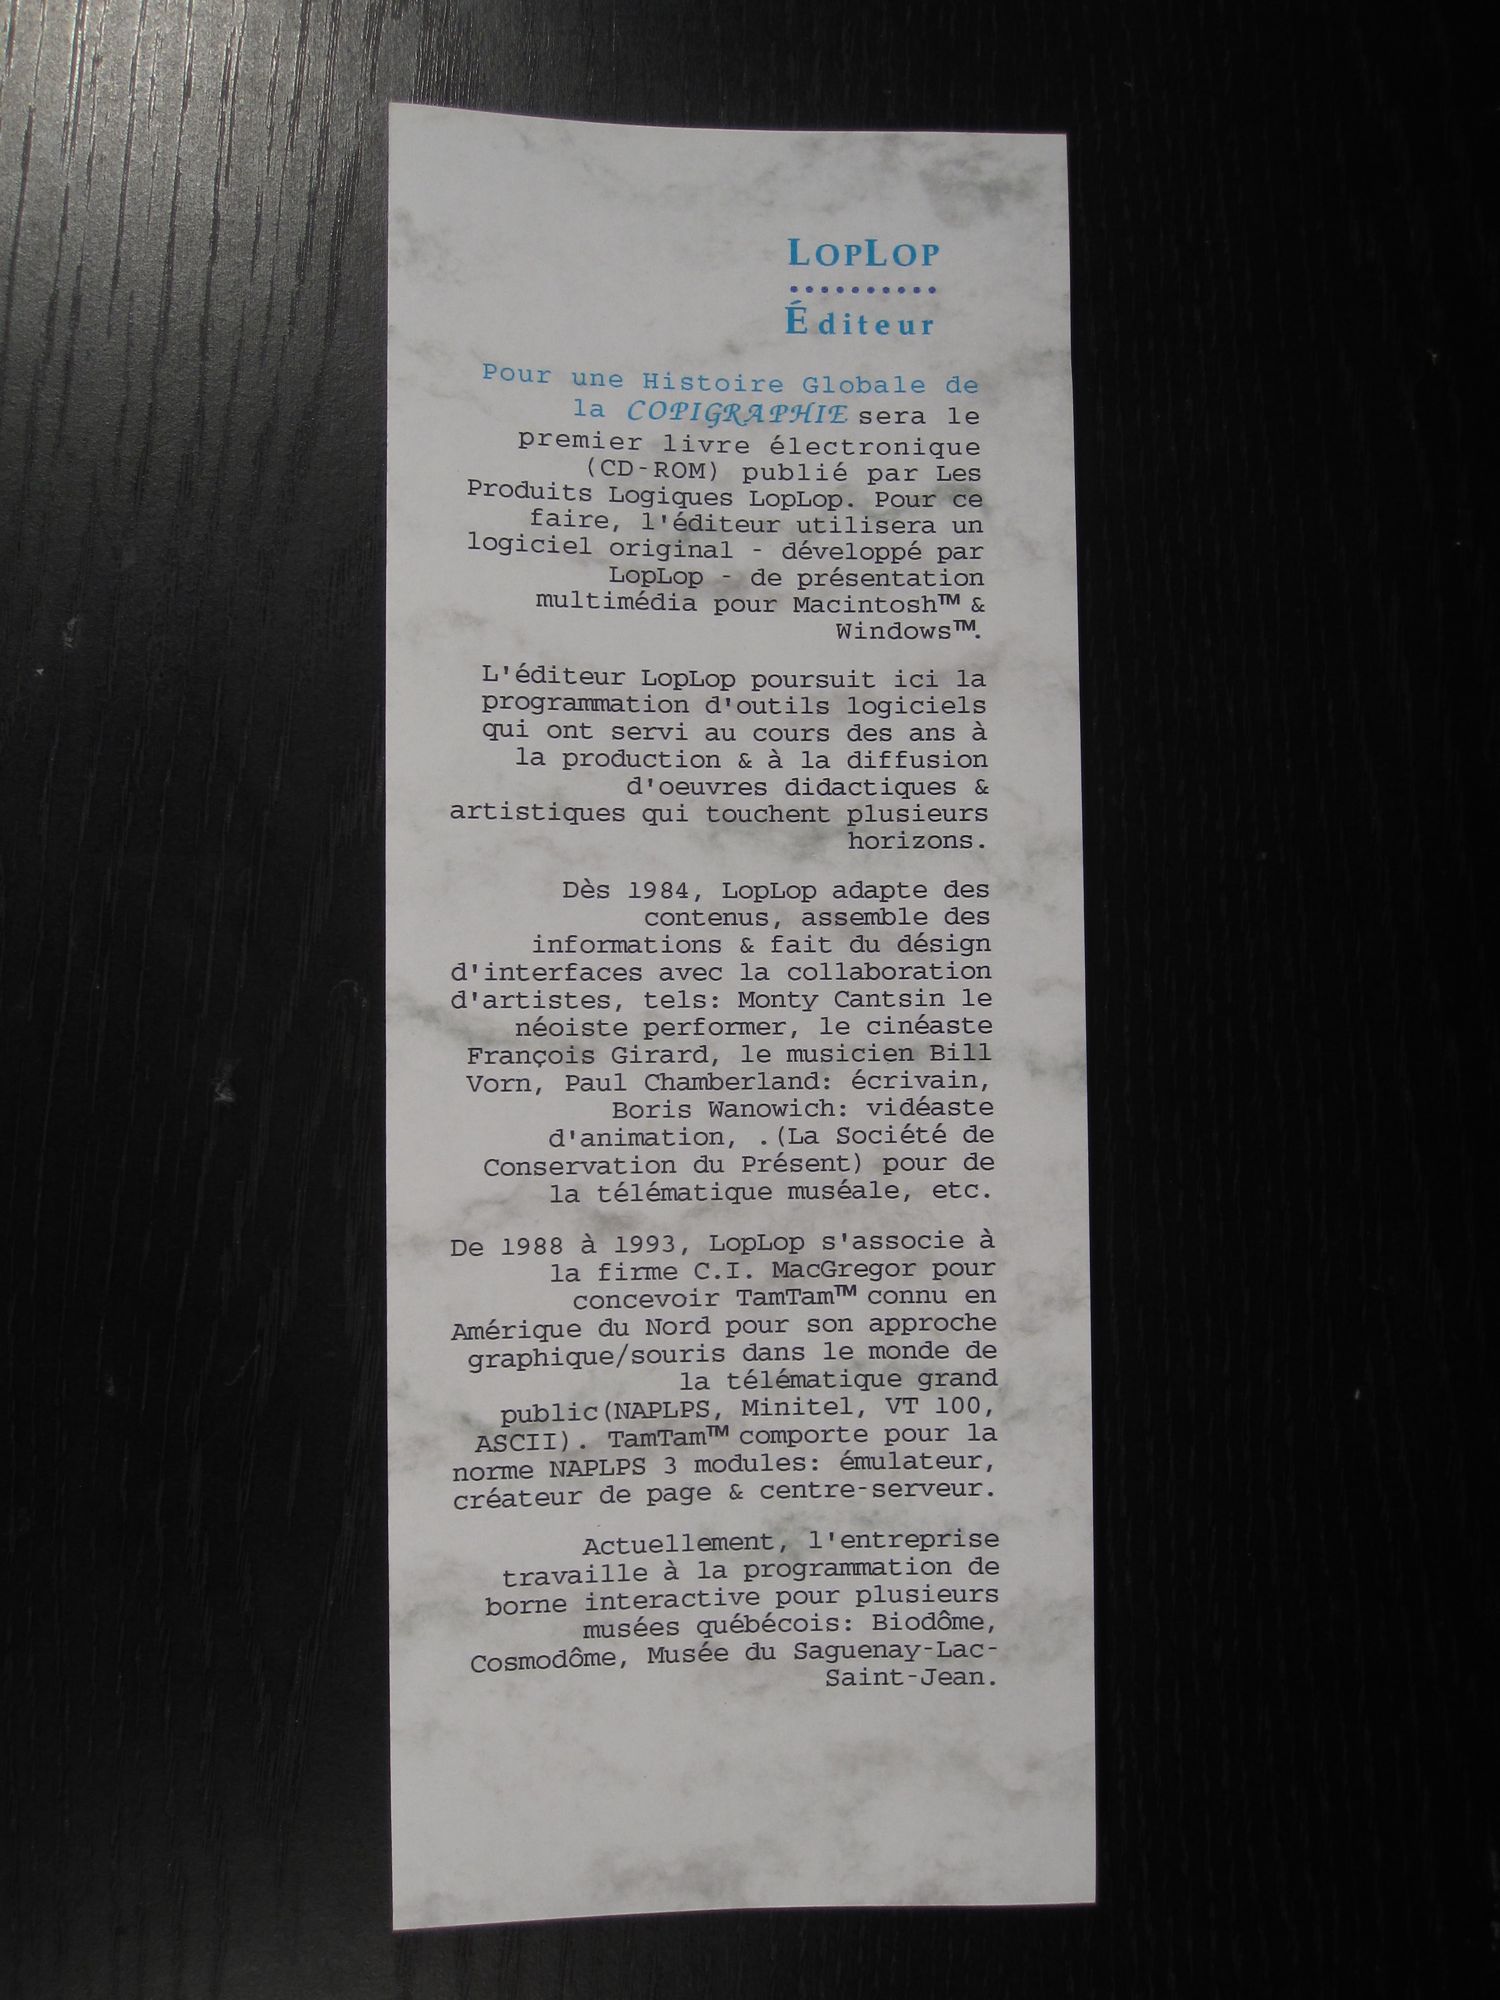 LOPLOP
Éditeur
Pour une Histoire Globale de
la COPIGRAPHIE sera le
premier livre électronique
(CD-ROM) publié par Les
Produits Logiques LopLop. Pour ce
faire, l'éditeur utilisera un
logiciel original - développé par
LopLop - de présentation
multimédia pour Macintosh™ &
Windows™.
L'éditeur LopLop poursuit ici la
programmation d'outils logiciels
qui ont servi au cours des ans à
la production & à la diffusion
d'oeuvres didactiques &
artistiques qui touchent plusieurs
horizons.
Dès 1984, LopLop adapte des
contenus, assemble des
informations & fait du désign
d'interfaces avec la collaboration
d'artistes, tels: Monty Cantsin le
néoiste performer, le cinéaste
François Girard, le musicien Bill
Vorn, Paul Chamberland: écrivain,
Boris Wanowich: vidéaste
d'animation, .(La Société de
Conservation du Présent) pour de
la télématique muséale, etc.
De 1988 à 1993, LopLop s'associe à
la firme C.I. MacGregor pour
concevoir TamTam™ connu en
Amérique du Nord pour son approche
graphique/souris dans le monde de
la télématique grand
public(NAPLPS, Minitel, VT 100,
ASCII). TamTam™ comporte pour la
norme NAPLPS 3 modules: émulateur,
créateur de page & centre-serveur.
Actuellement, l'entreprise
travaille à la programmation de
borne interactive pour plusieurs
musées québécois: Biodôme,
Cosmodôme, Musée du Saguenay-Lac-
Saint-Jean.